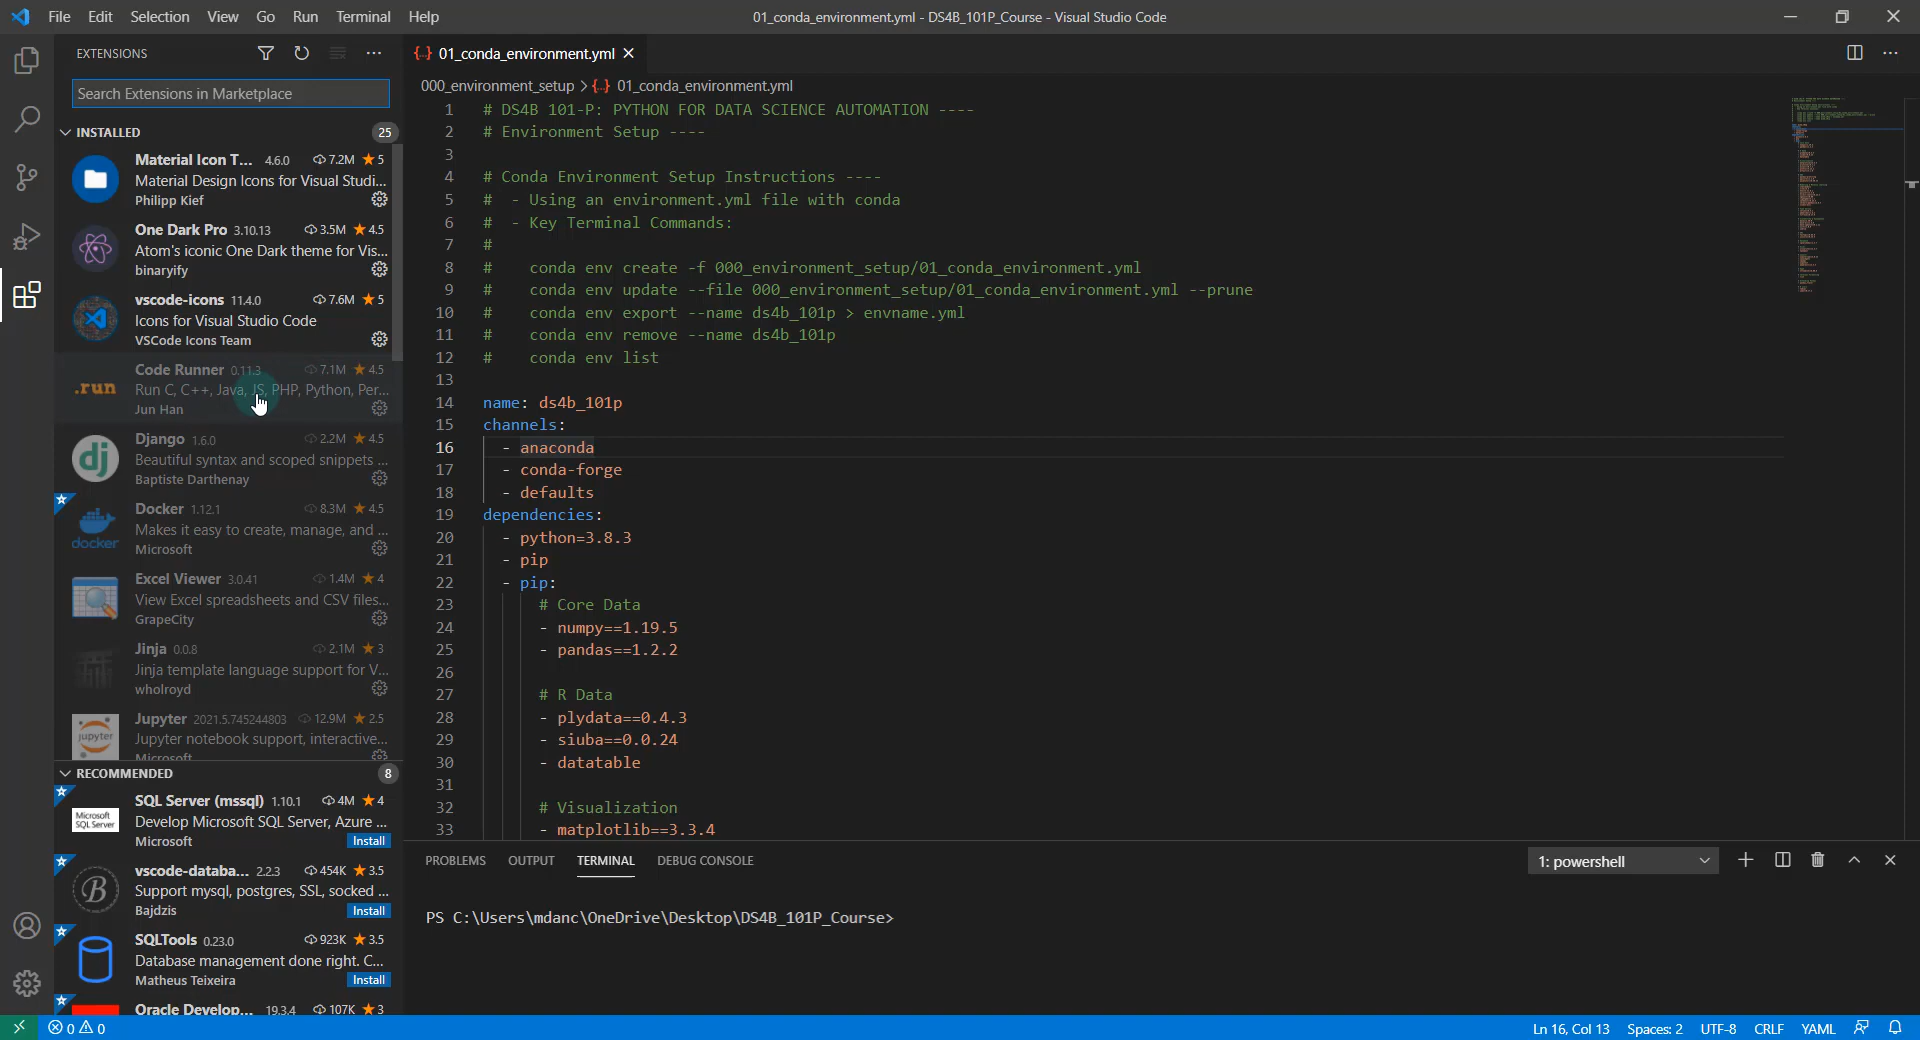 File Edit Selection View Go Run Terminal Help
01_conda_environment.yml - DS4B_101P_Course - Visual Studio Code
EXTENSIONS
Search Extensions in Marketplace
INSTALLED 25
Material Icon T... 4.6.0 7.2M 5
Material Design Icons for Visual Studi...
Philipp Kief
One Dark Pro 3.10.13 3.5M 4.5
Atom's iconic One Dark theme for Vis...
binaryify
vscode-icons 11.4.0 7.6M 5
Icons for Visual Studio Code
VSCode Icons Team
.run
Code Runner 0.11.3 7.1M 4.5
Run C, C++, Java, JS, PHP, Python, Per...
Jun Han
dj
Django 1.6.0 2.2M 4.5
Beautiful syntax and scoped snippets ...
Baptiste Darthenay
docker
Docker 1.12.1 8.3M 4.5
Makes it easy to create, manage, and ...
Microsoft
Excel Viewer 3.0.41 1.4M 4
View Excel spreadsheets and CSV files...
GrapeCity
Jinja 0.0.8 2.1M 3
Jinja template language support for V...
wholroyd
jupyter
Jupyter 2021.5.745244803 12.9M 2.5
Jupyter notebook support, interactive...
Microsoft
RECOMMENDED 8
Microsoft
SQL Server
SQL Server (mssql) 1.10.1 4M 4
Develop Microsoft SQL Server, Azure ...
Microsoft Install
B
vscode-databa... 2.2.3 454K 3.5
Support mysql, postgres, SSL, socked ...
Bajdzis Install
SQLTools 0.23.0 923K 3.5
Database management done right. C...
Matheus Teixeira Install
Oracle Develop... 19.3.4 107K 3
01_conda_environment.yml
000_environment_setup > 01_conda_environment.yml
1 # DS4B 101-P: PYTHON FOR DATA SCIENCE AUTOMATION ----
2 # Environment Setup ----
3
4 # Conda Environment Setup Instructions ----
5 # - Using an environment.yml file with conda
6 # - Key Terminal Commands:
7 #
8 # conda env create -f 000_environment_setup/01_conda_environment.yml
9 # conda env update --file 000_environment_setup/01_conda_environment.yml --prune
10 # conda env export --name ds4b_101p > envname.yml
11 # conda env remove --name ds4b_101p
12 # conda env list
13
14 name: ds4b_101p
15 channels:
16 - anaconda
17 - conda-forge
18 - defaults
19 dependencies:
20 - python=3.8.3
21 - pip
22 - pip:
23 # Core Data
24 - numpy==1.19.5
25 - pandas==1.2.2
26
27 # R Data
28 - plydata==0.4.3
29 - siuba==0.0.24
30 - datatable
31
32 # Visualization
33 - matplotlib==3.3.4
PROBLEMS OUTPUT TERMINAL DEBUG CONSOLE 1: powershell
PS C:\Users\mdanc\OneDrive\Desktop\DS4B_101P_Course>
0 0 Ln 16, Col 13 Spaces: 2 UTF-8 CRLF YAML